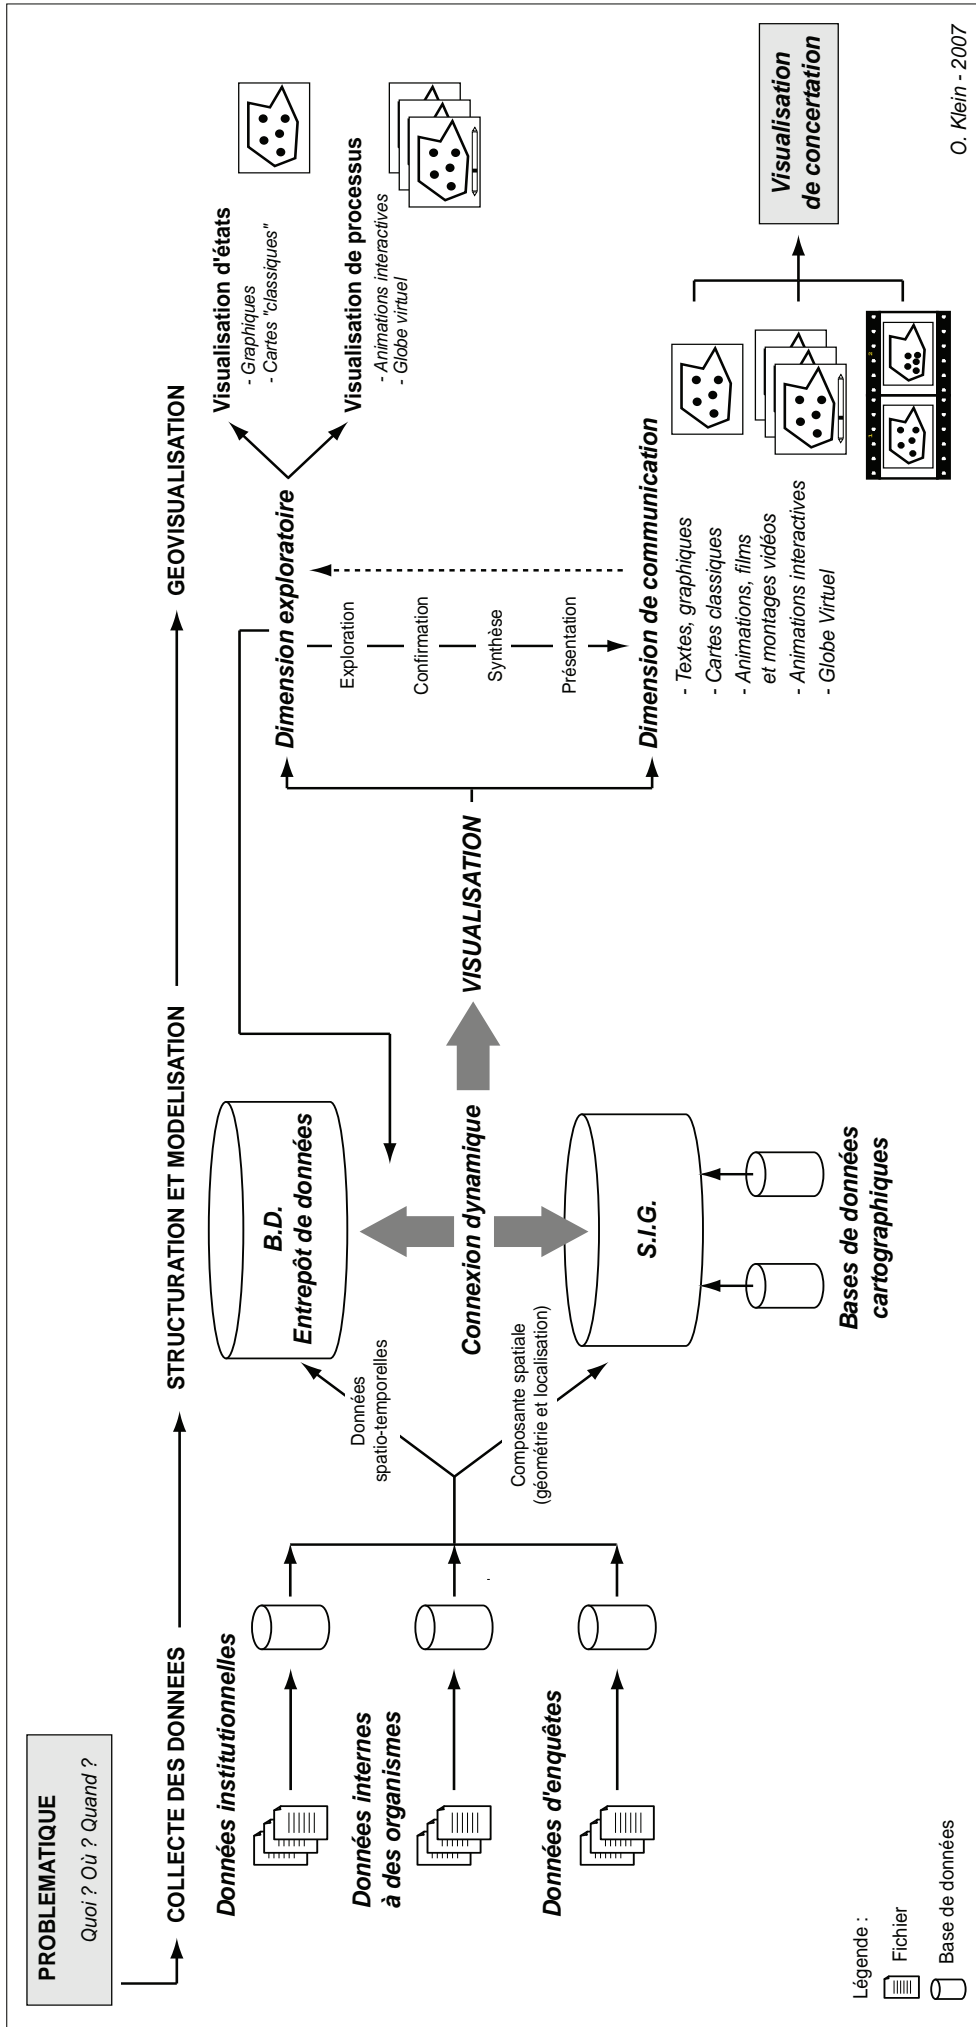 PROBLEMATIQUE
Quoi ? Où ? Quand ?
COLLECTE DES DONNEES
STRUCTURATION ET MODELISATION
GEOVISUALISATION
Données institutionnelles
Données internes
à des organismes
Données d'enquêtes
Données
spatio-temporelles
Composante spatiale
(géométrie et localisation)
B.D.
Entrepôt de données
Connexion dynamique
S.I.G.
Bases de données
cartographiques
VISUALISATION
Dimension exploratoire
Exploration
Confirmation
Synthèse
Présentation
Dimension de communication
- Textes, graphiques
- Cartes classiques
- Animations, films
et montages vidéos
- Animations interactives
- Globe Virtuel
Visualisation d'états
- Graphiques
- Cartes "classiques"
Visualisation de processus
- Animations interactives
- Globe virtuel
1
2
Visualisation
de concertation
Légende :
Fichier
Base de données
O. Klein - 2007